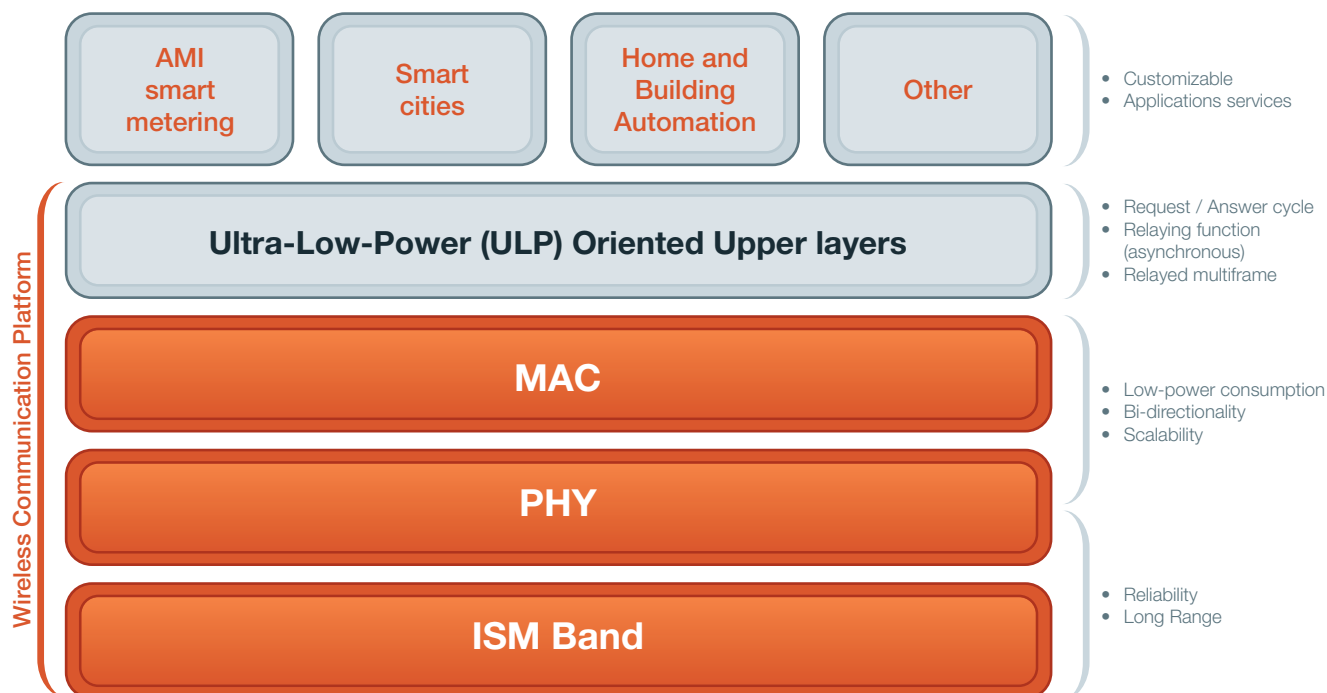 AMI
smart
metering
Smart
cities
Home and
Building
Automation
Other
• Customizable
• Applications services
Wireless Communication Platform
Ultra-Low-Power (ULP) Oriented Upper layers
• Request / Answer cycle
• Relaying function
(asynchronous)
• Relayed multiframe
MAC
• Low-power consumption
• Bi-directionality
• Scalability
PHY
ISM Band
• Reliability
• Long Range